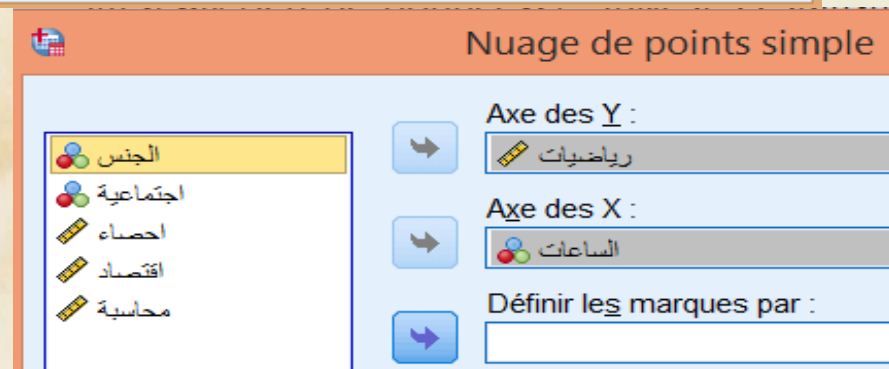 Nuage de points simple
Axe des Y :
رياضيات
Axe des X :
الساعات
Définir les marques par :
الجنس
اجتماعية
احصاء
اقتصاد
محاسبة